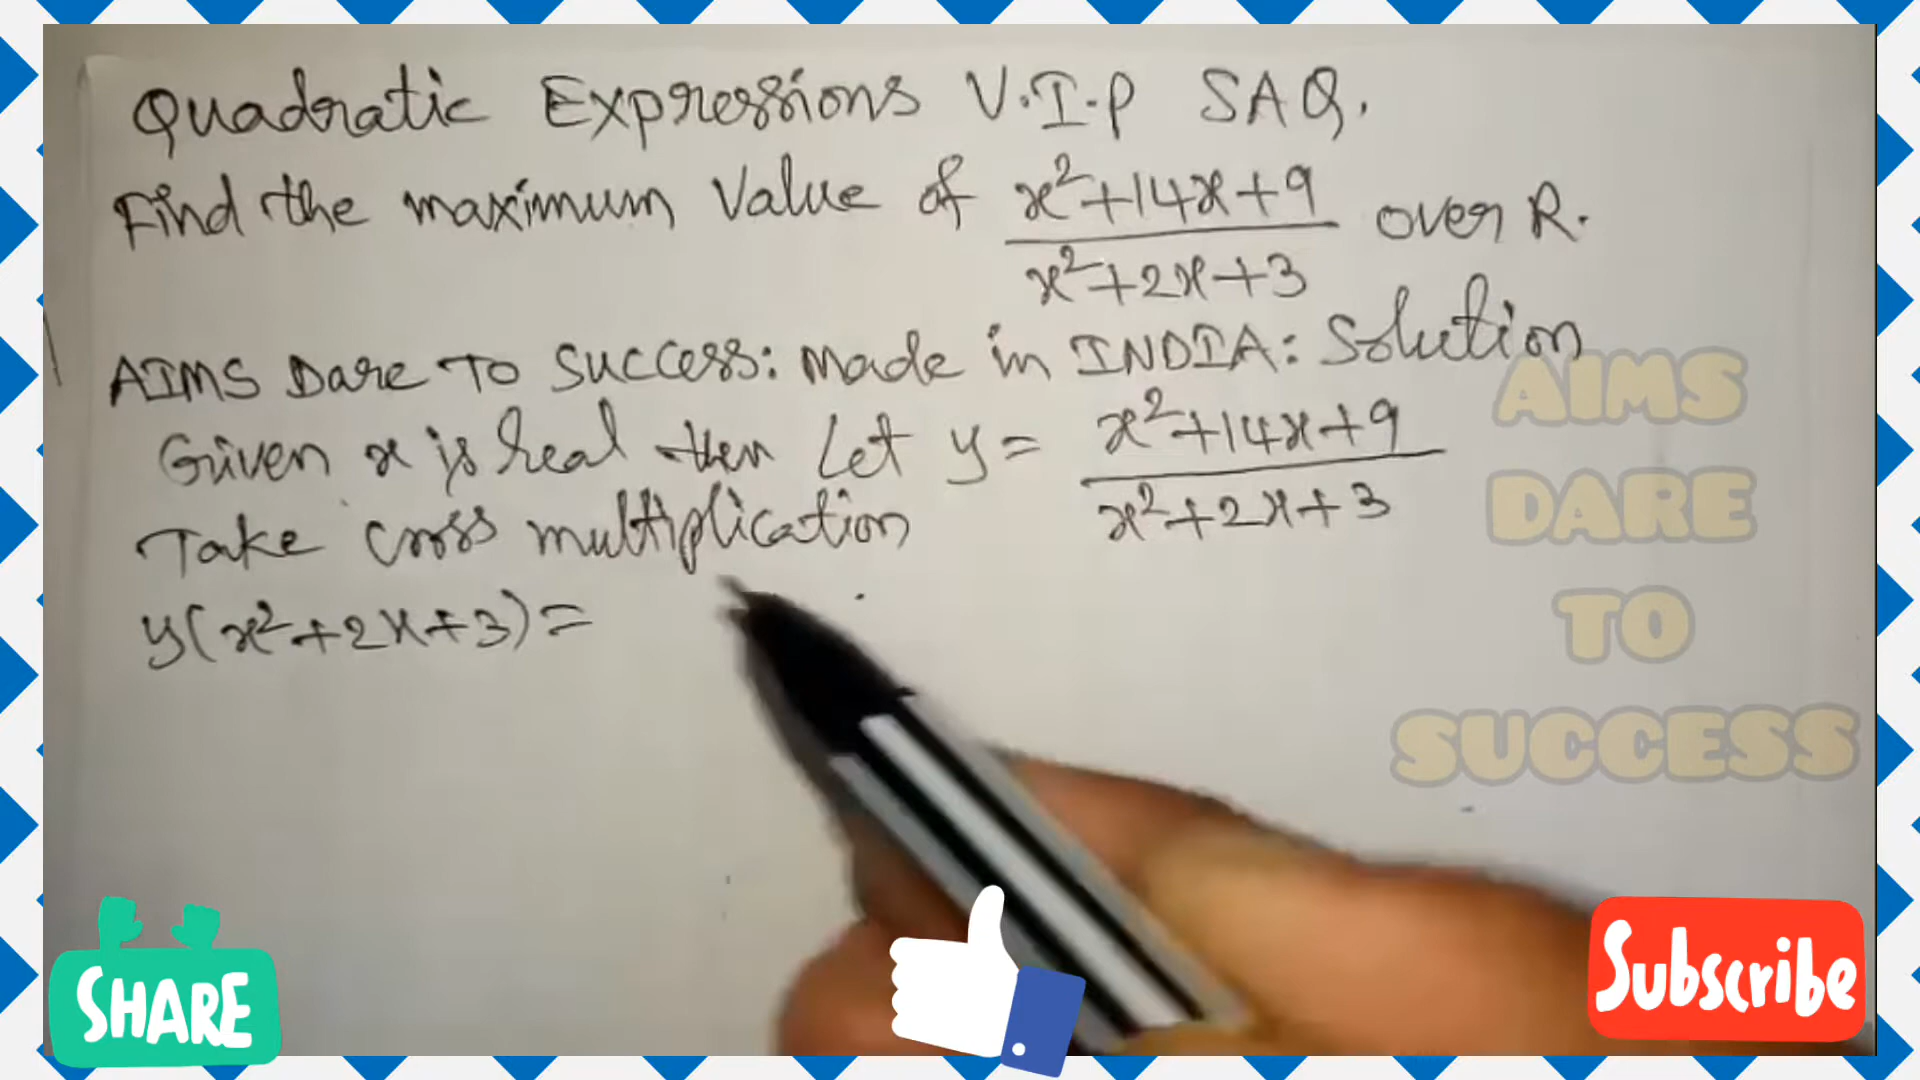 Quadratic Expressions V.I.P SAQ.
Find the maximum Value of x²+14x+9 / x²+2x+3 over R.
AIMS Dare To Success: Made in INDIA: Solution
Given x is real then Let y = x²+14x+9 / x²+2x+3
Take cross multiplication
y(x²+2x+3)=
AIMS
DARE
TO
SUCCESS
SHARE
Subscribe